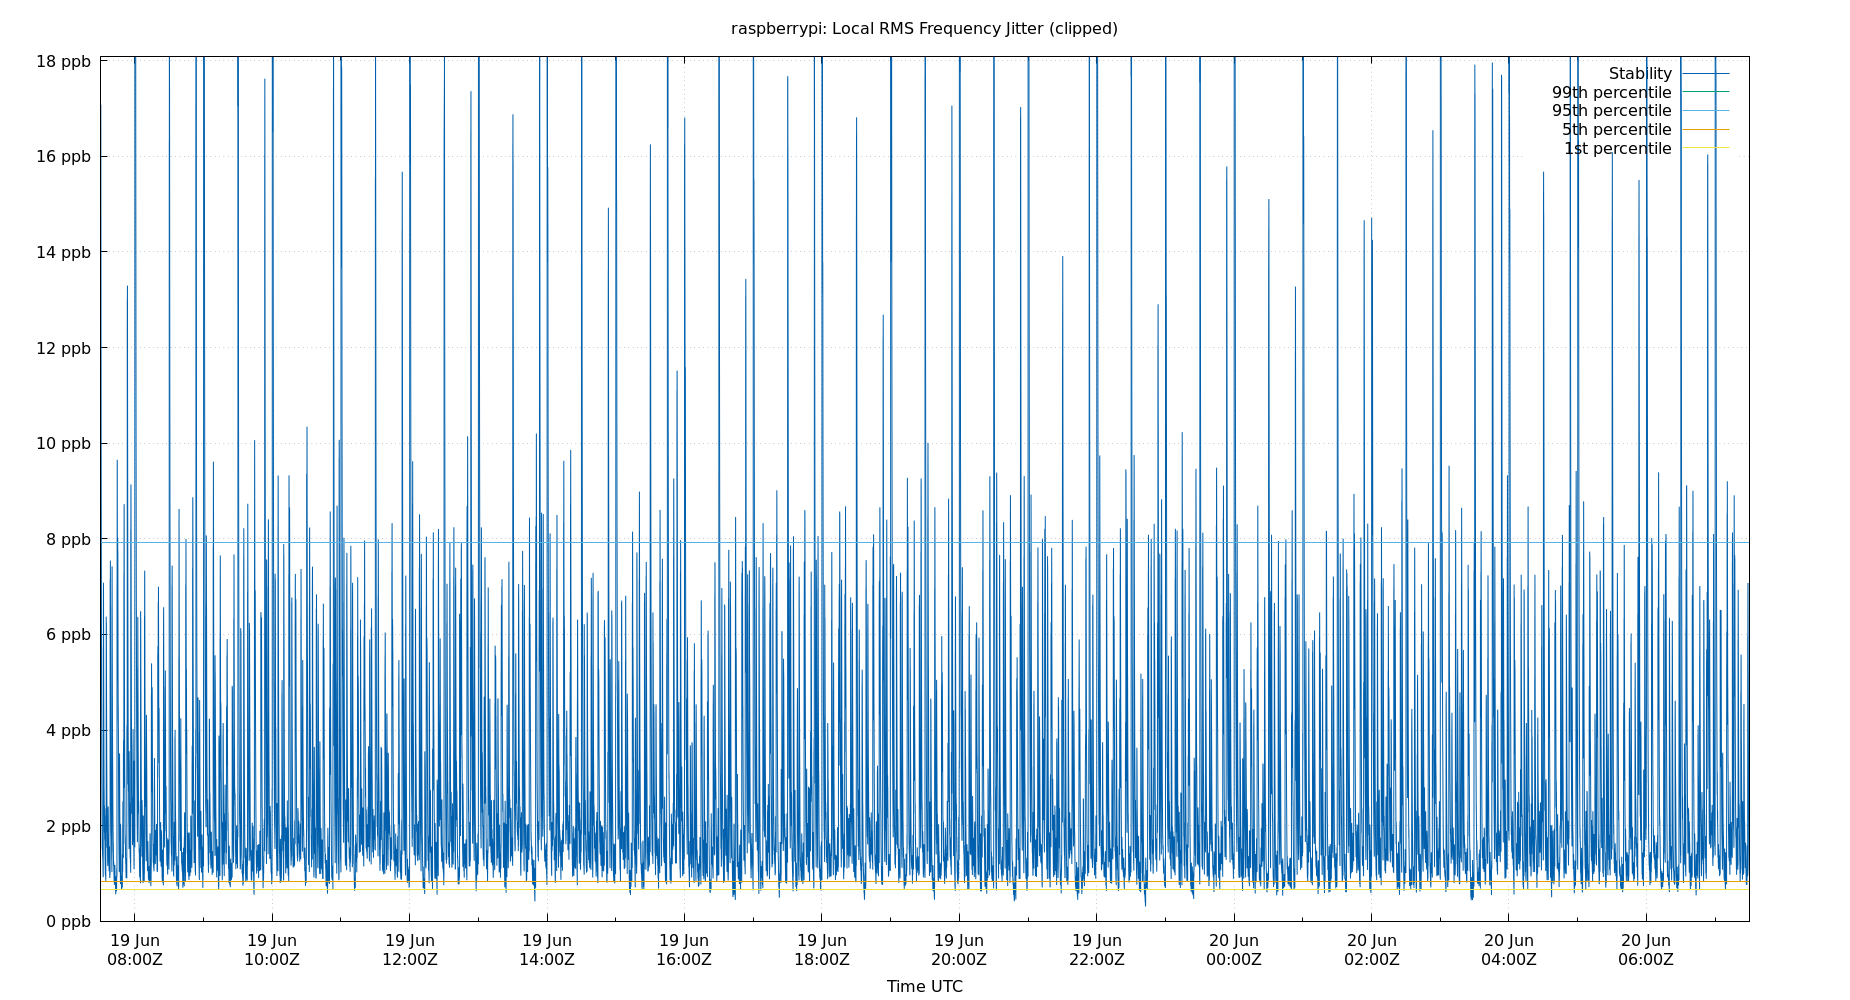 raspberrypi: Local RMS Frequency Jitter (clipped)
18 ppb
16 ppb
14 ppb
12 ppb
10 ppb
8 ppb
6 ppb
4 ppb
2 ppb
0 ppb
Stability
99th percentile
95th percentile
5th percentile
1st percentile
19 Jun 19 Jun 19 Jun 19 Jun 19 Jun 19 Jun 19 Jun 19 Jun 20 Jun 20 Jun 20 Jun 20 Jun
08:00Z 10:00Z 12:00Z 14:00Z 16:00Z 18:00Z 20:00Z 22:00Z 00:00Z 02:00Z 04:00Z 06:00Z
Time UTC